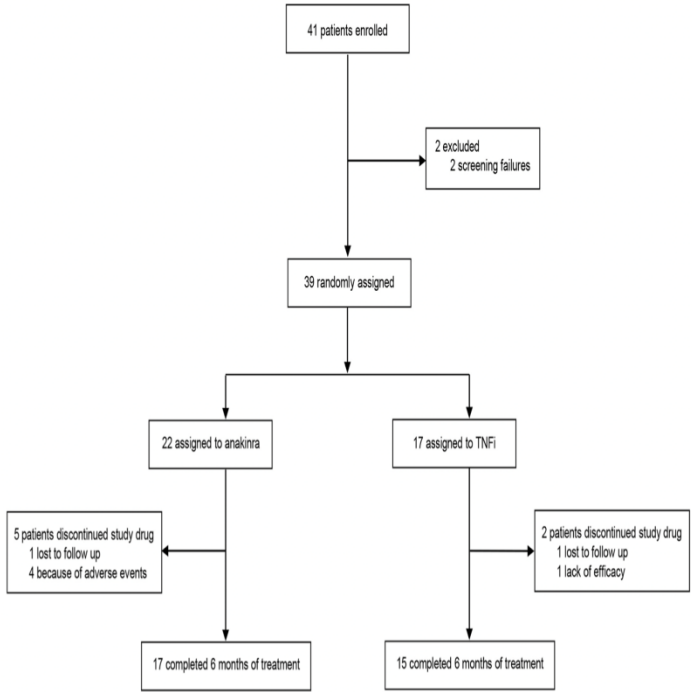 41 patients enrolled
2 excluded
2 screening failures
39 randomly assigned
22 assigned to anakinra
17 assigned to TNFi
5 patients discontinued study drug
1 lost to follow up
4 because of adverse events
2 patients discontinued study drug
1 lost to follow up
1 lack of efficacy
17 completed 6 months of treatment
15 completed 6 months of treatment